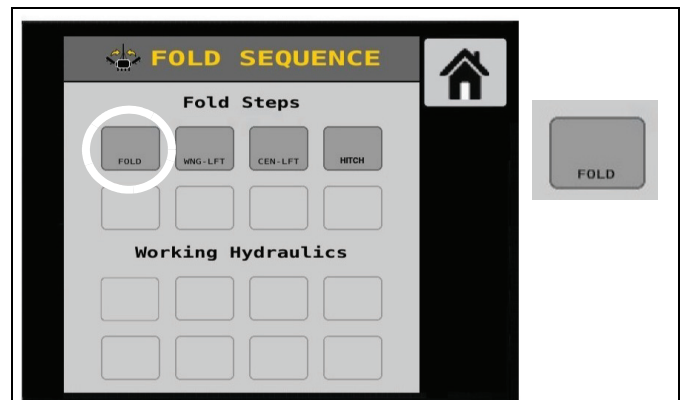 FOLD SEQUENCE
Fold Steps
FOLD WNG-LFT CEN-LFT HITCH
Working Hydraulics
FOLD